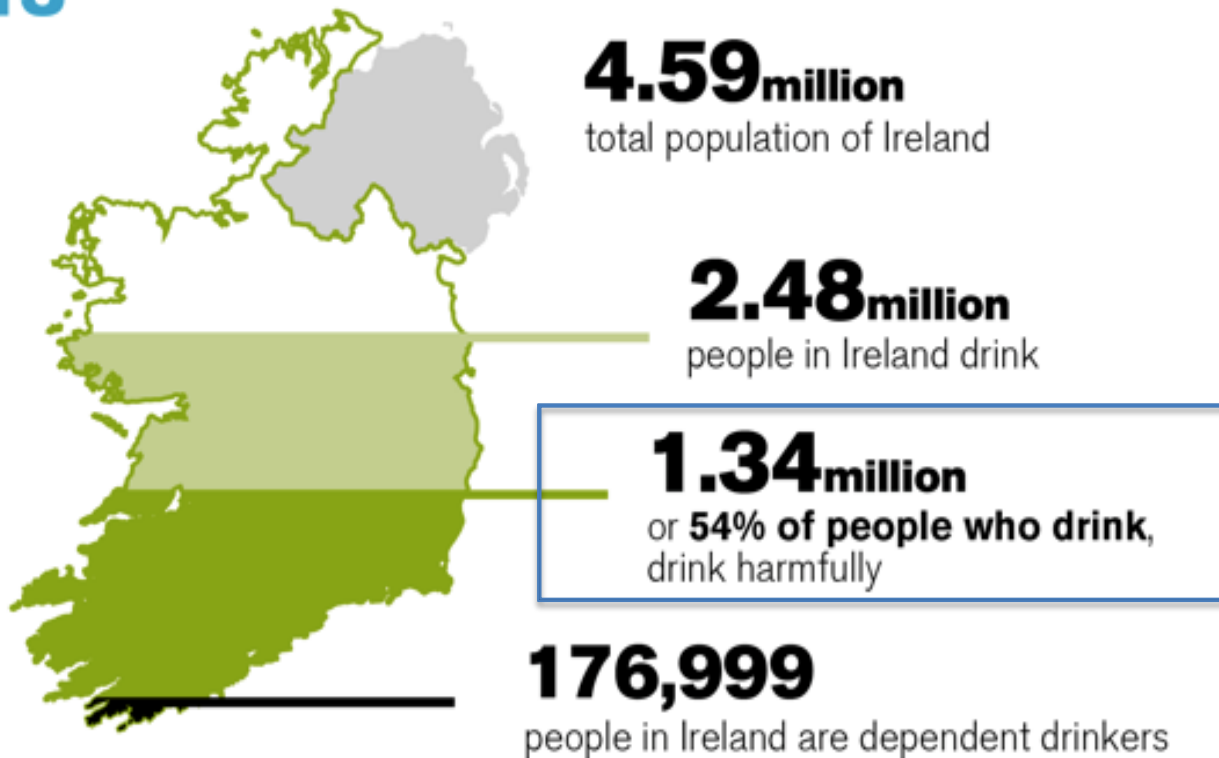 4.59million
total population of Ireland
2.48million
people in Ireland drink
1.34million
or 54% of people who drink,
drink harmfully
176,999
people in Ireland are dependent drinkers